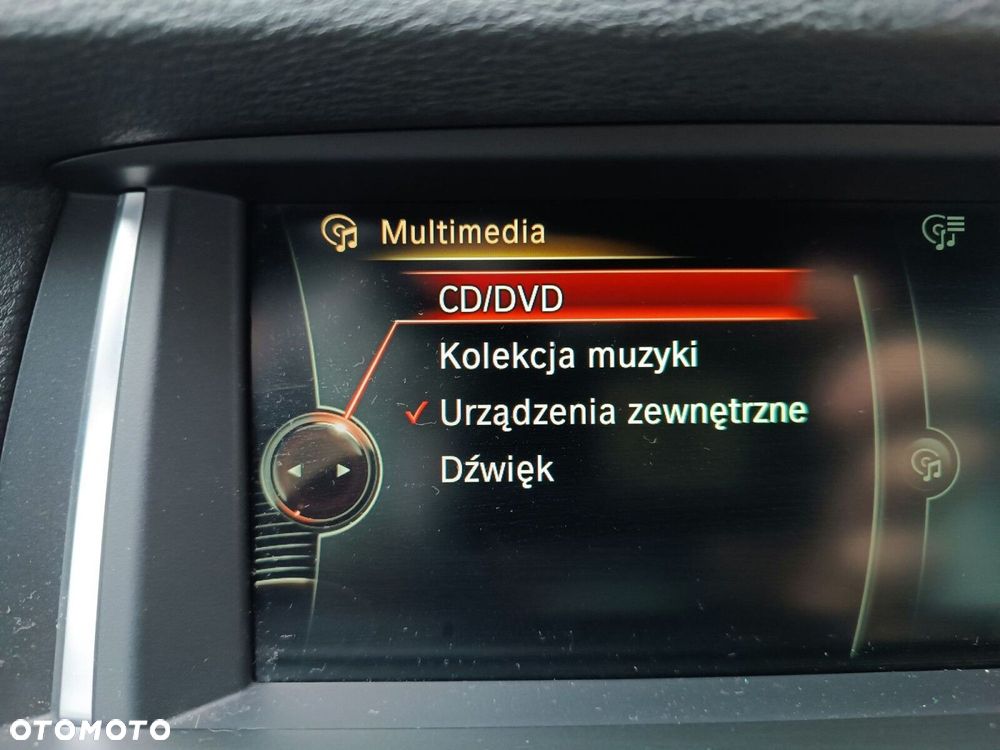 Multimedia
CD/DVD
Kolekcja muzyki
Urządzenia zewnętrzne
Dźwięk
OTOMOTO